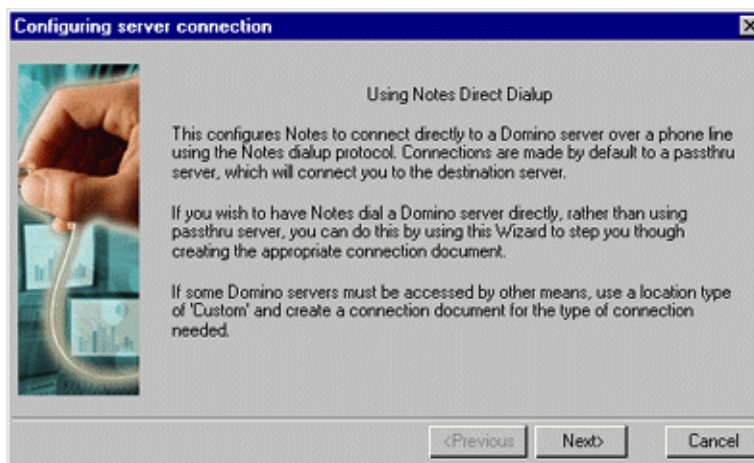 Configuring server connection
Using Notes Direct Dialup
This configures Notes to connect directly to a Domino server over a phone line
using the Notes dialup protocol. Connections are made by default to a passthru
server, which will connect you to the destination server.
If you wish to have Notes dial a Domino server directly, rather than using
passthru server, you can do this by using this Wizard to step you though
creating the appropriate connection document.
If some Domino servers must be accessed by other means, use a location type
of 'Custom' and create a connection document for the type of connection
needed.
<Previous Next> Cancel